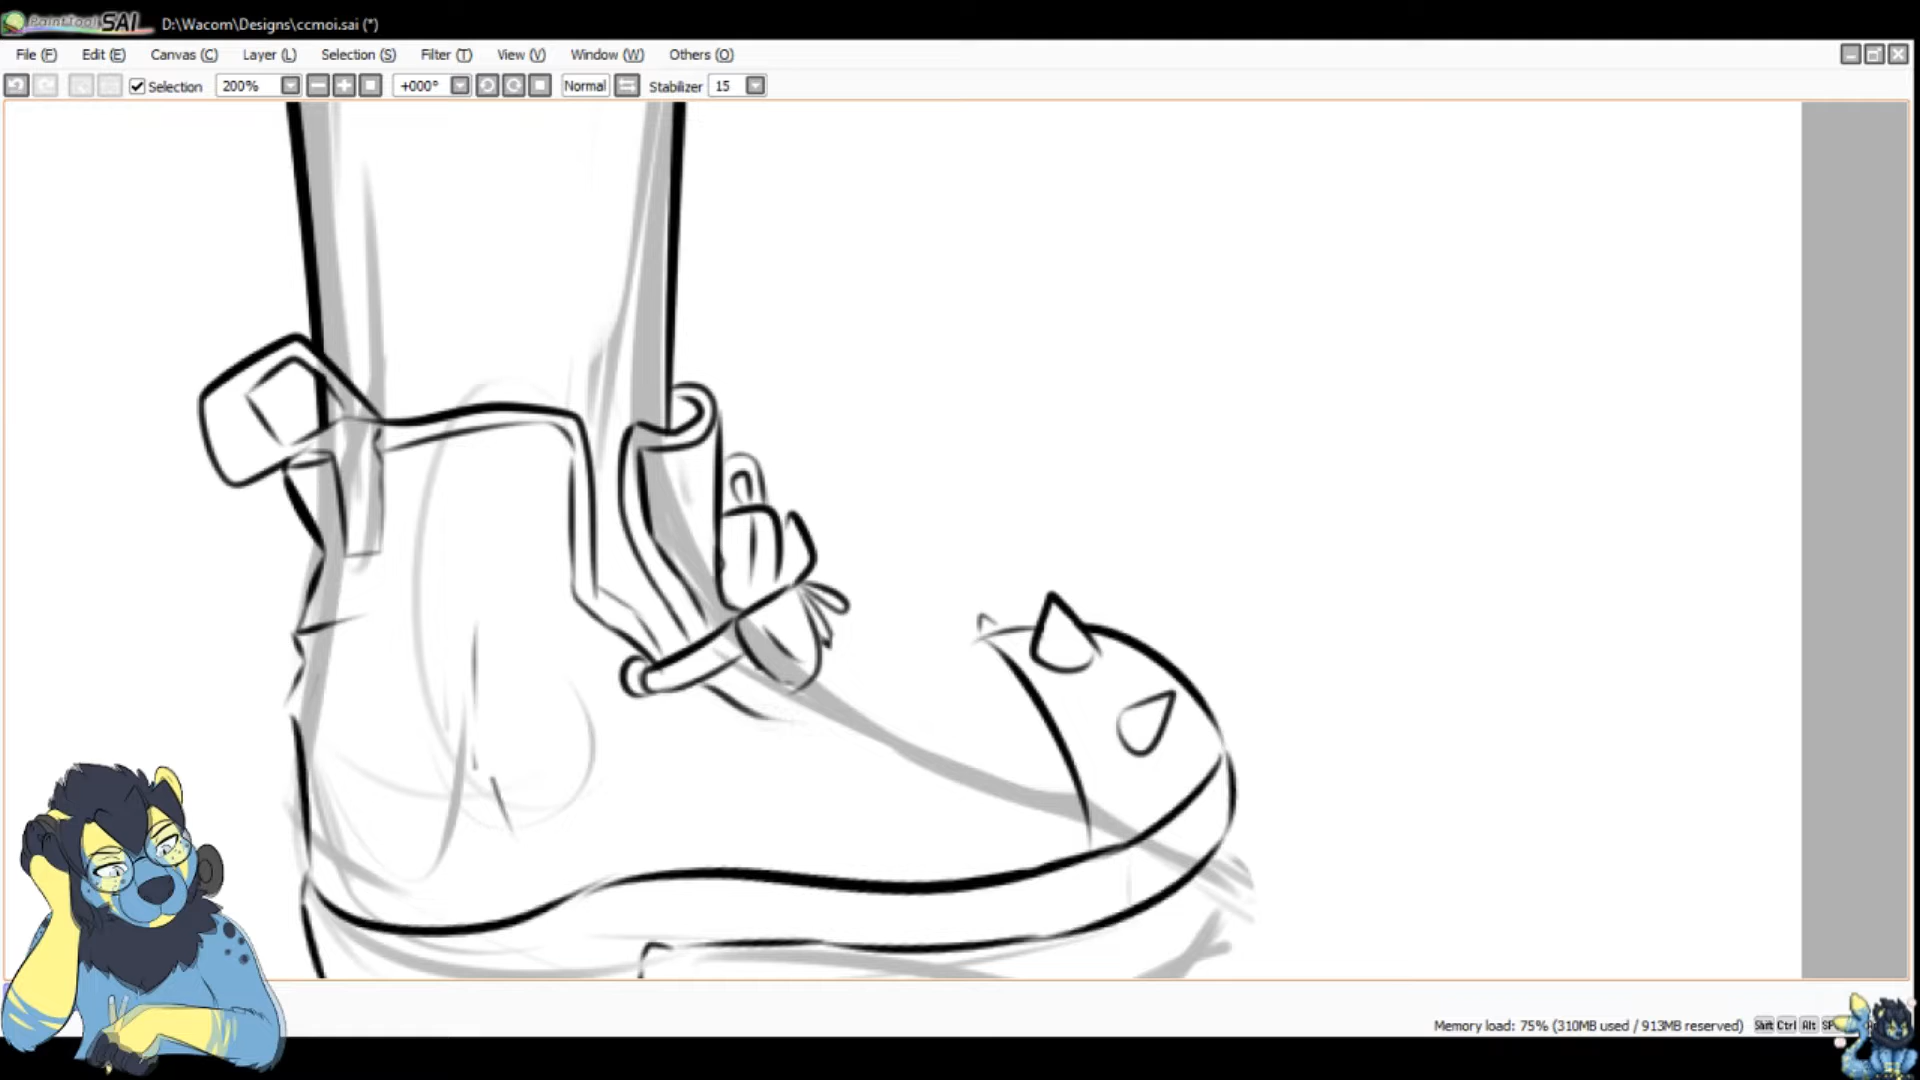 PaintTool SAI D:\Wacom\Designs\ccmoi.sai (*)
File (F) Edit (E) Canvas (C) Layer (L) Selection (S) Filter (T) View (V) Window (W) Others (O)
Selection 200% +000° Normal Stabilizer 15
Memory load: 75% (310MB used / 913MB reserved) Shift Ctrl Alt